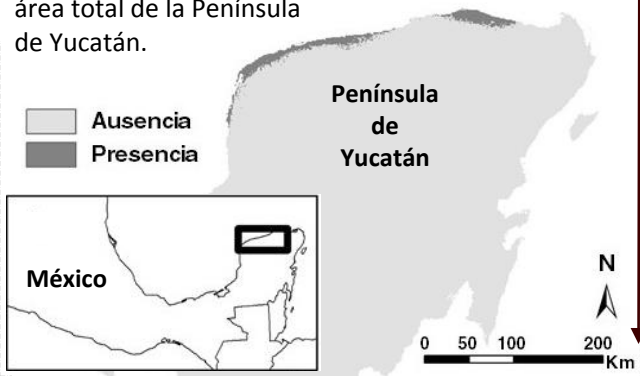 área total de la Península
de Yucatán.
Península
de
Yucatán
Ausencia
Presencia
México
N
0 50 100 200
Km